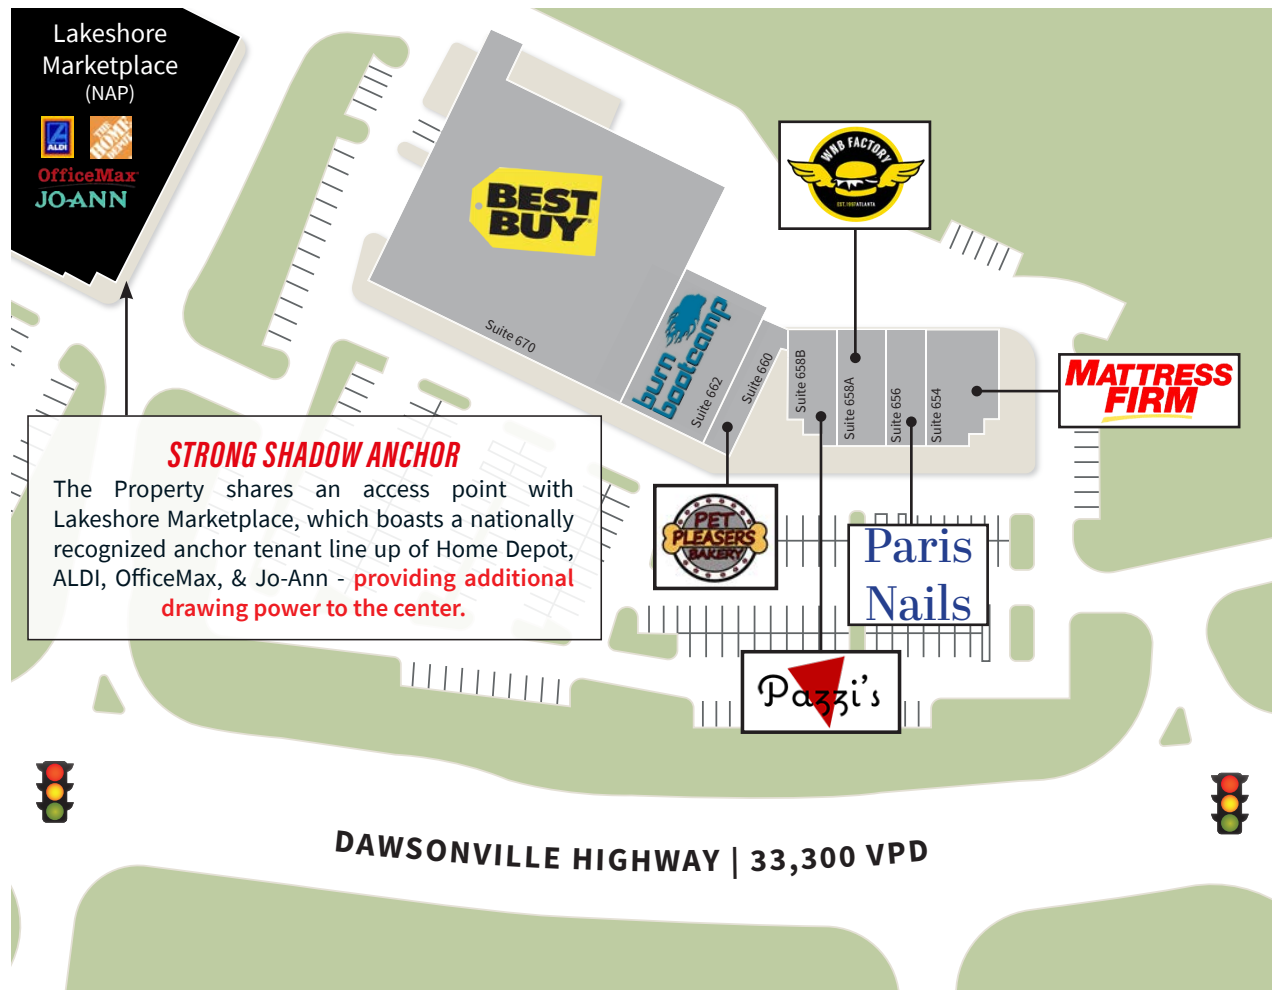 Lakeshore
Marketplace
(NAP)
ALDI
THE
HOME
DEPOT
OfficeMax
JO-ANN
BEST
BUY
Suite 670
burn
bootcamp
Suite 662
Suite 660
WNB FACTORY
EST. 1997 ATLANTA
Suite 658B
Suite 658A
Suite 656
Suite 654
MATTRESS
FIRM
STRONG SHADOW ANCHOR
The Property shares an access point with
Lakeshore Marketplace, which boasts a nationally
recognized anchor tenant line up of Home Depot,
ALDI, OfficeMax, & Jo-Ann - providing additional
drawing power to the center.
PET
PLEASERS
BAKERY
Paris
Nails
Pazzi's
DAWSONVILLE HIGHWAY | 33,300 VPD